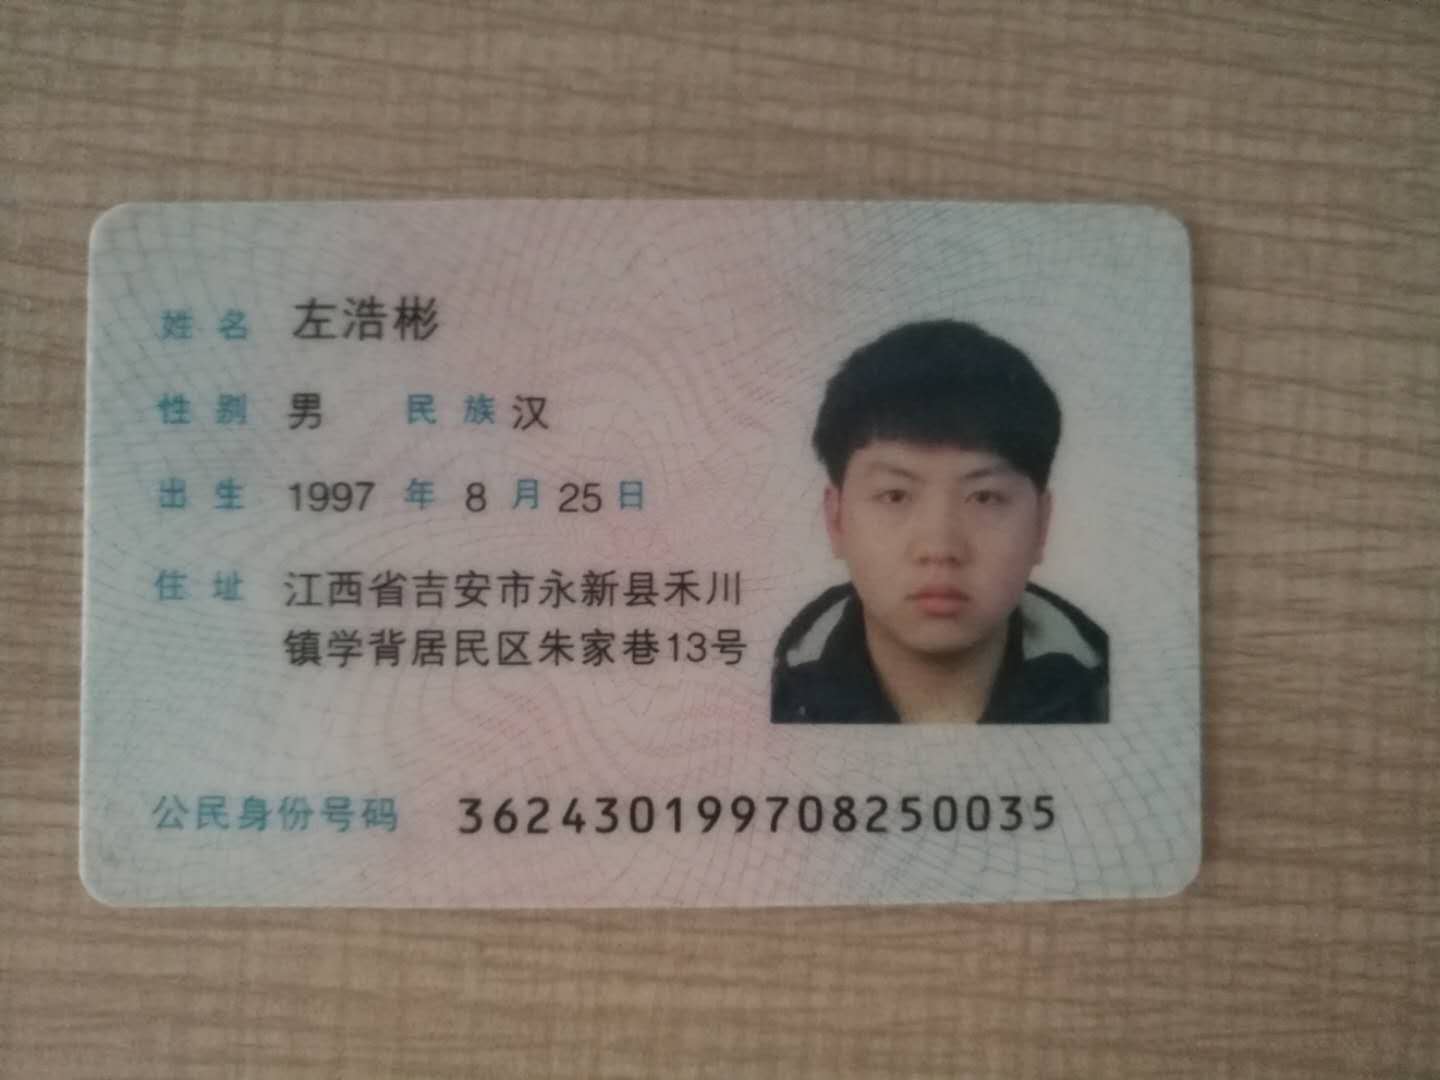 姓名 左浩彬
性别 男 民族 汉
出生 1997 年 8 月 25 日
住址 江西省吉安市永新县禾川
镇学背居民区朱家巷13号
公民身份号码 362430199708250035